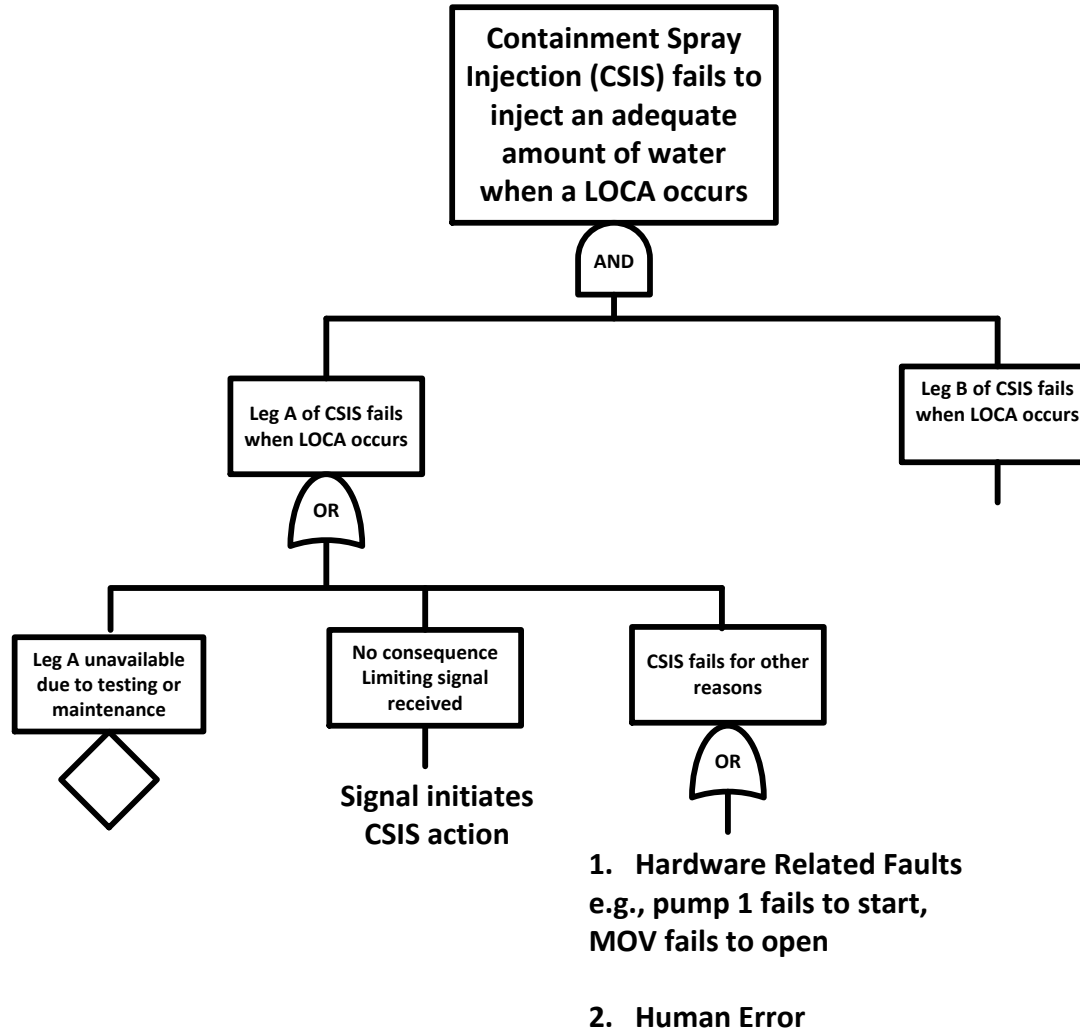 Containment Spray
Injection (CSIS) fails to
inject an adequate
amount of water
when a LOCA occurs
AND
Leg A of CSIS fails
when LOCA occurs
Leg B of CSIS fails
when LOCA occurs
OR
Leg A unavailable
due to testing or
maintenance
No consequence
Limiting signal
received
CSIS fails for other
reasons
OR
Signal initiates
CSIS action
1. Hardware Related Faults
e.g., pump 1 fails to start,
MOV fails to open
2. Human Error